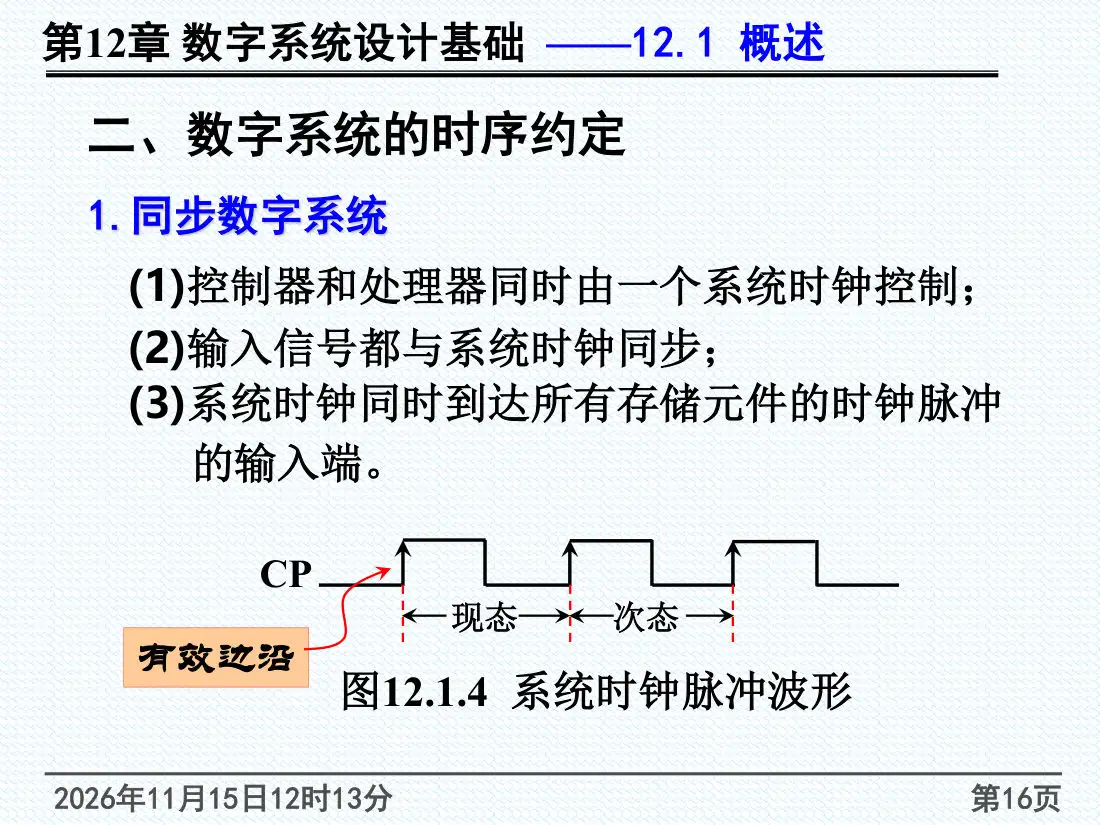 第12章 数字系统设计基础 ——12.1 概述
二、数字系统的时序约定
1.同步数字系统
(1)控制器和处理器同时由一个系统时钟控制；
(2)输入信号都与系统时钟同步；
(3)系统时钟同时到达所有存储元件的时钟脉冲
的输入端。
CP
现态 次态
有效边沿
图12.1.4 系统时钟脉冲波形
2026年11月15日12时13分 第16页